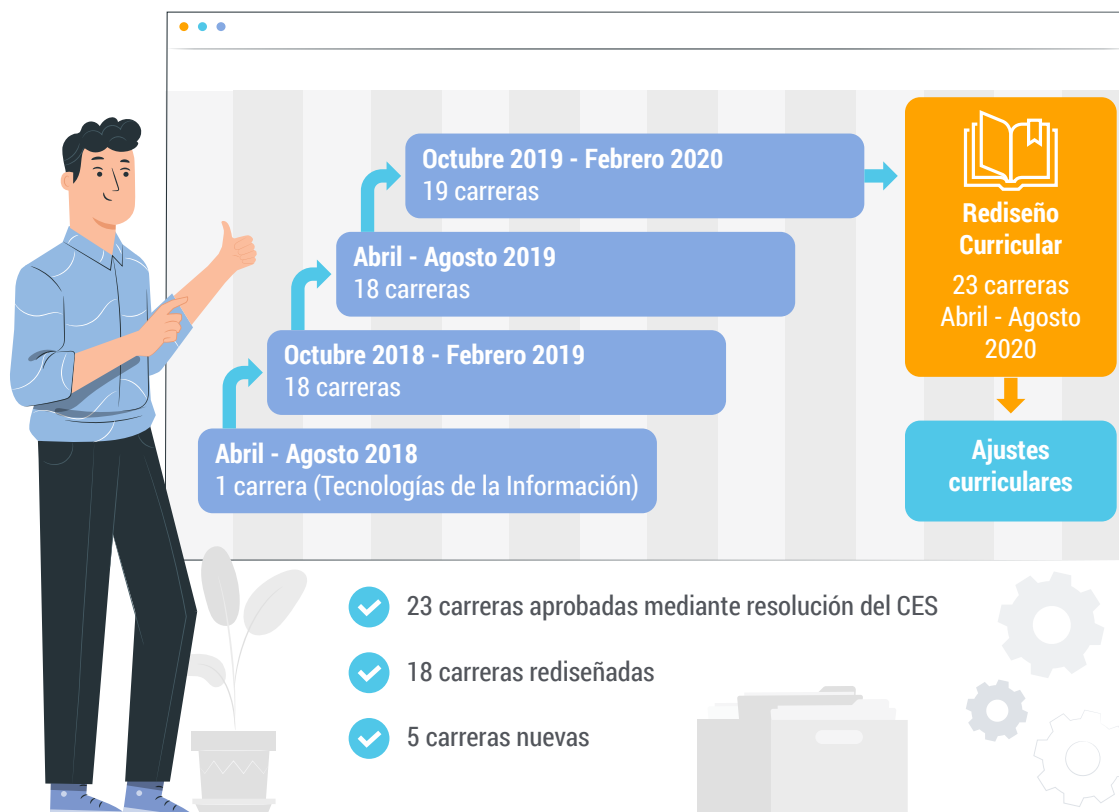 Octubre 2019 - Febrero 2020
19 carreras
Abril - Agosto 2019
18 carreras
Octubre 2018 - Febrero 2019
18 carreras
Abril - Agosto 2018
1 carrera (Tecnologías de la Información)
Rediseño
Curricular
23 carreras
Abril - Agosto
2020
Ajustes
curriculares
23 carreras aprobadas mediante resolución del CES
18 carreras rediseñadas
5 carreras nuevas